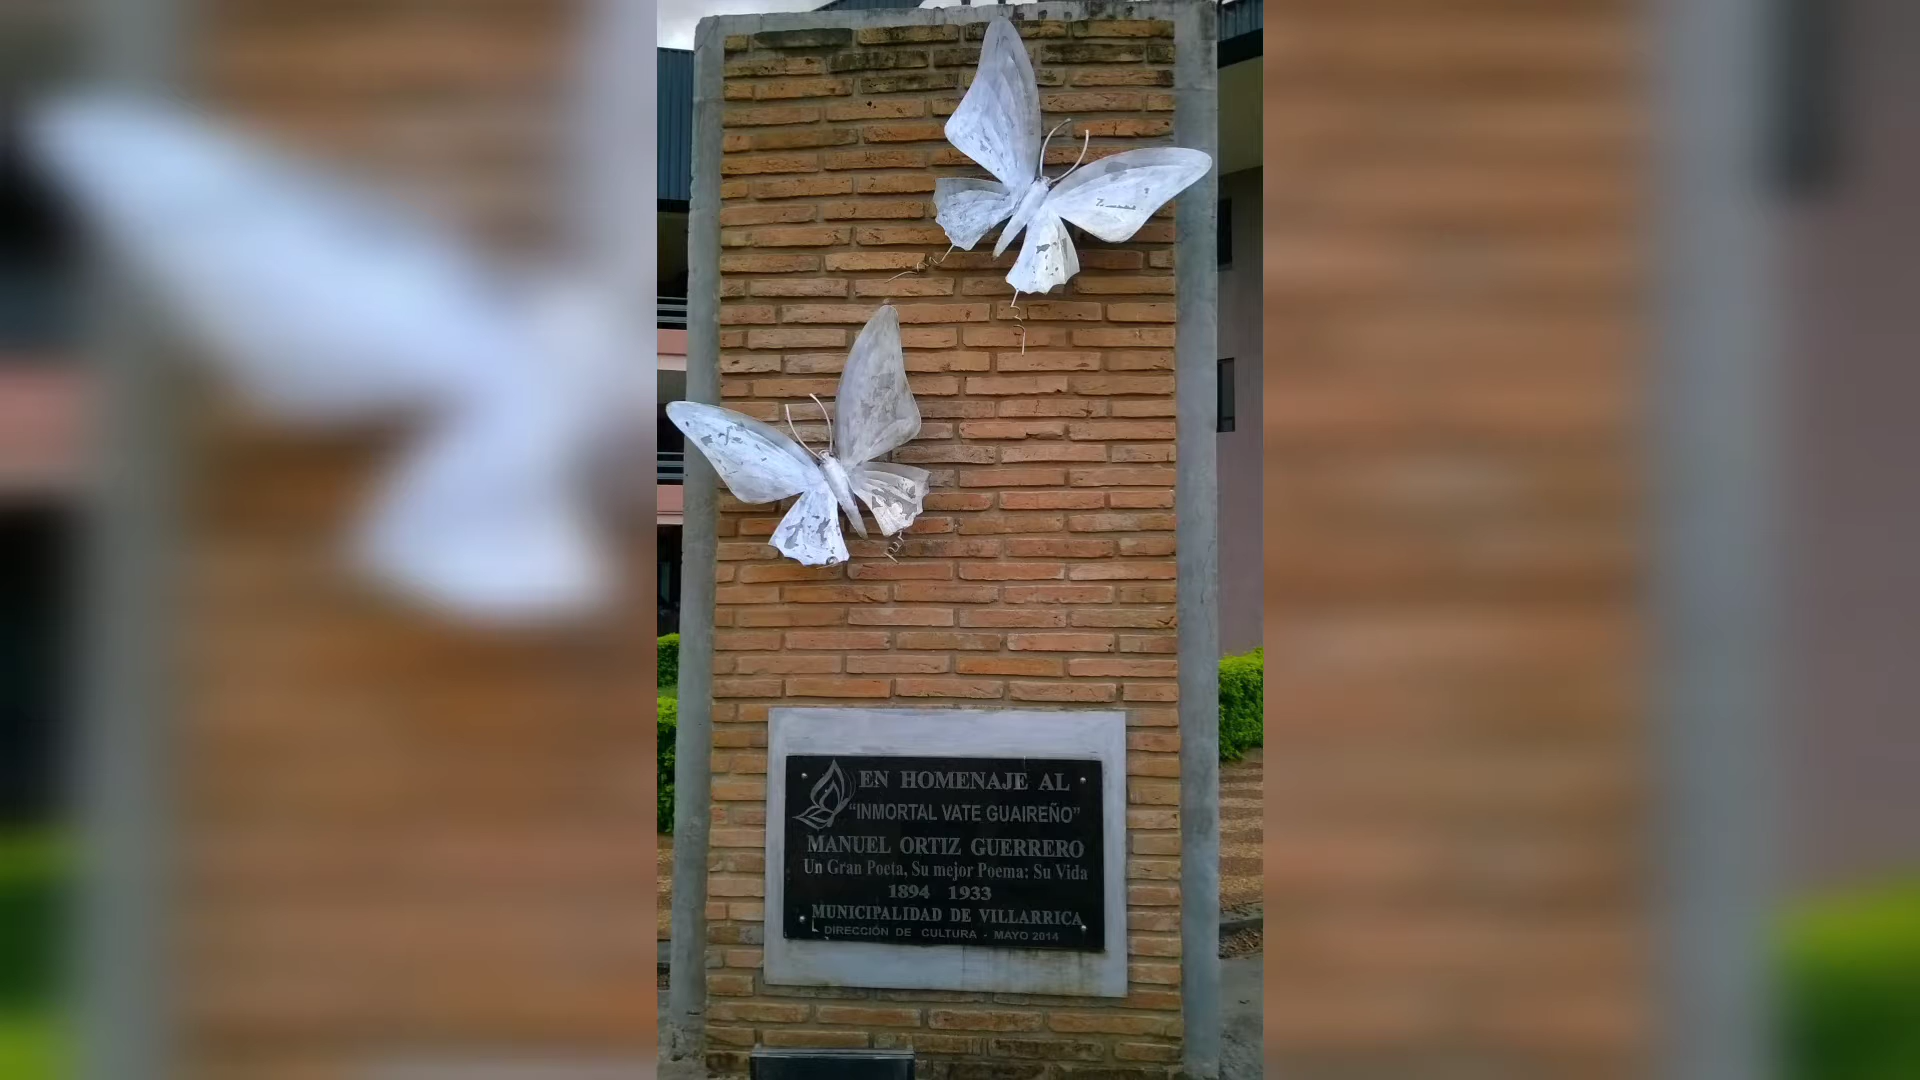 EN HOMENAJE AL
“INMORTAL VATE GUAIREÑO”
MANUEL ORTIZ GUERRERO
Un Gran Poeta, Su mejor Poema: Su Vida
1894 1933
MUNICIPALIDAD DE VILLARRICA
DIRECCIÓN DE CULTURA - MAYO 2014